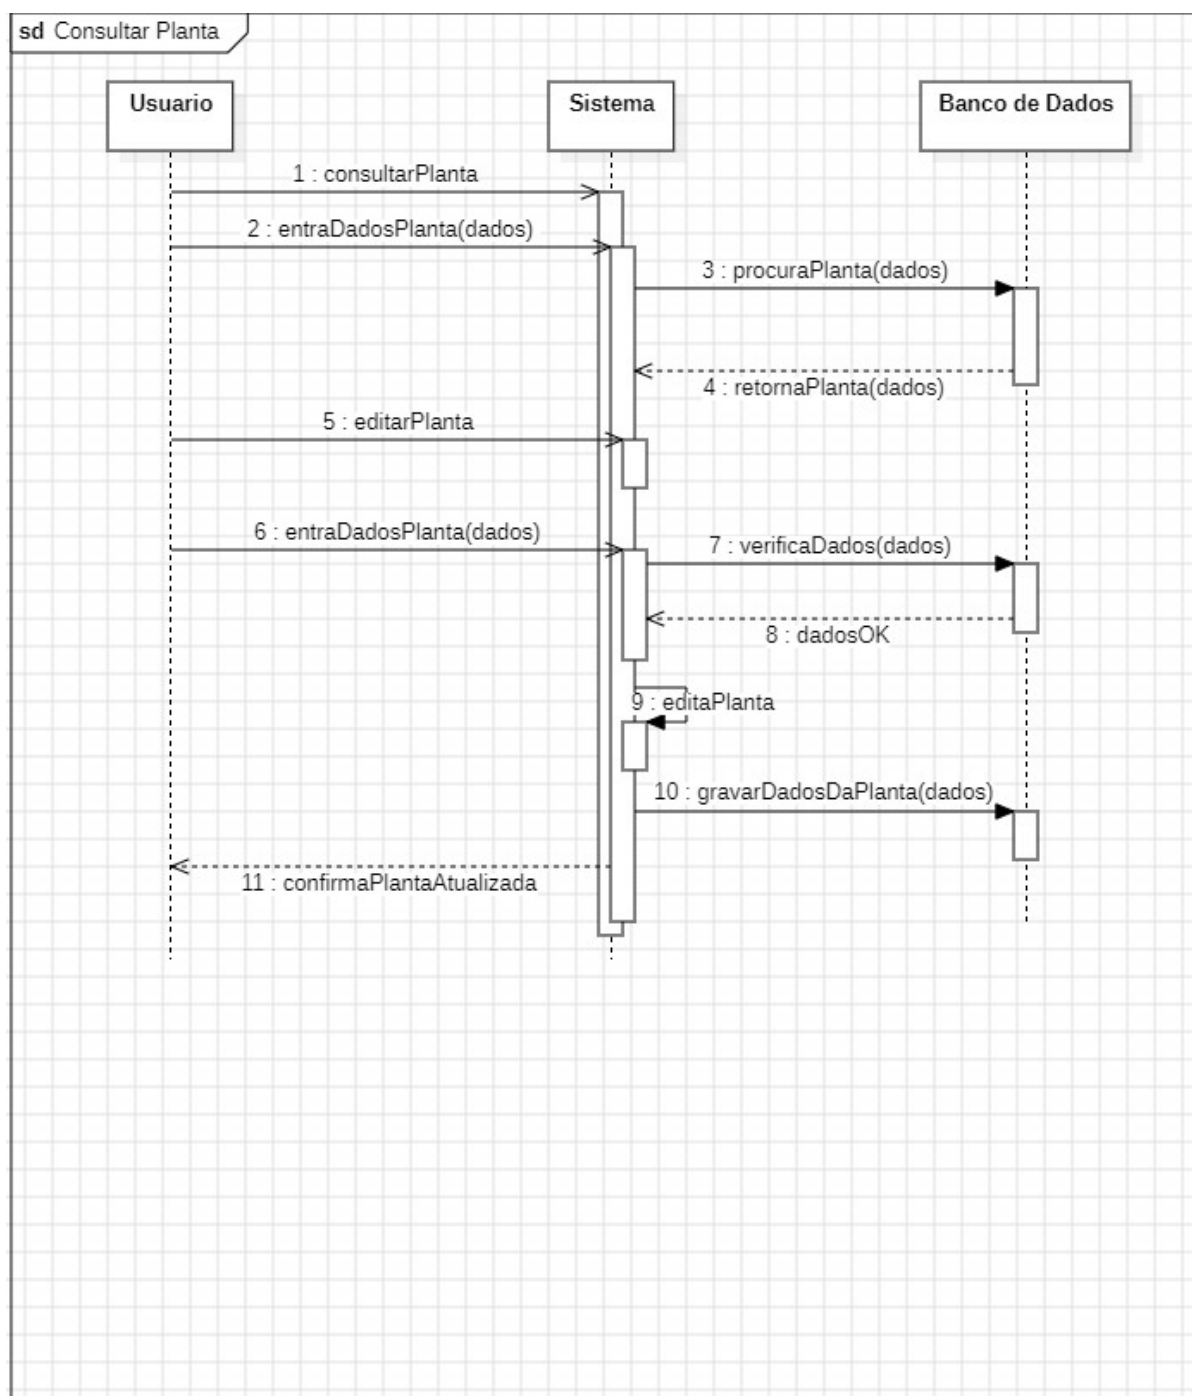 sd Consultar Planta
Usuario
Sistema
Banco de Dados
1 : consultarPlanta
2 : entraDadosPlanta(dados)
3 : procuraPlanta(dados)
4 : retornaPlanta(dados)
5 : editarPlanta
6 : entraDadosPlanta(dados)
7 : verificaDados(dados)
8 : dadosOK
9 : editaPlanta
10 : gravarDadosDaPlanta(dados)
11 : confirmaPlantaAtualizada